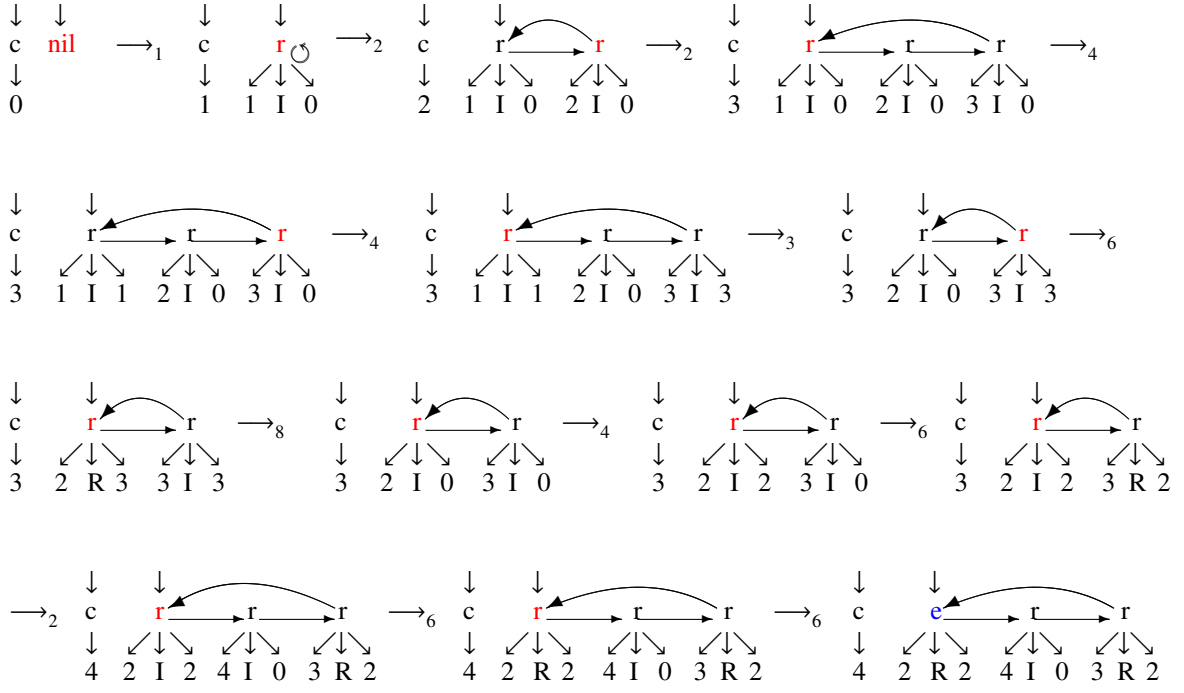 c nil →1 c r →2 c r r →2 c r r r →4
0 1 1 I 0 2 1 I 0 2 I 0 3 1 I 0 2 I 0 3 I 0
c r r r →4 c r r r →3 c r r →6
3 1 I 1 2 I 0 3 I 0 3 1 I 1 2 I 0 3 I 3 3 2 I 0 3 I 3
c r r →8 c r r →4 c r r →6 c r r
3 2 R 3 3 I 3 3 2 I 0 3 I 0 3 2 I 2 3 I 0 3 2 I 2 3 R 2
→2 c r r r →6 c r r r →6 c e r r
4 2 I 2 4 I 0 3 R 2 4 2 R 2 4 I 0 3 R 2 4 2 R 2 4 I 0 3 R 2